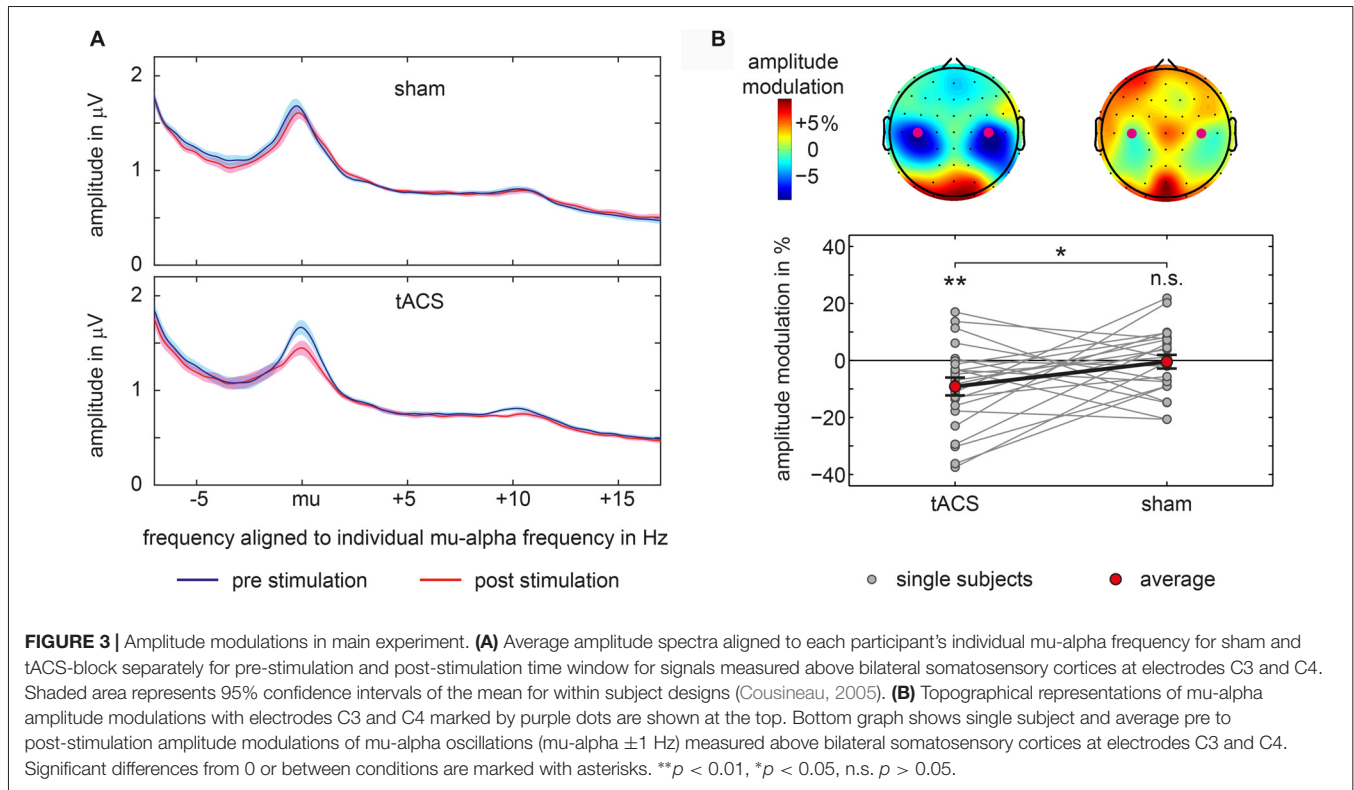 A
sham
amplitude in μV
2
1
0
tACS
amplitude in μV
2
1
0
-5
mu
+5
+10
+15
frequency aligned to individual mu-alpha frequency in Hz
pre stimulation
post stimulation
B
amplitude
modulation
+5%
0
−5
amplitude modulation in %
40
20
0
−20
−40
*
**
n.s.
tACS
sham
single subjects
average
FIGURE 3 | Amplitude modulations in main experiment. (A) Average amplitude spectra aligned to each participant's individual mu-alpha frequency for sham and
tACS-block separately for pre-stimulation and post-stimulation time window for signals measured above bilateral somatosensory cortices at electrodes C3 and C4.
Shaded area represents 95% confidence intervals of the mean for within subject designs (Cousineau, 2005). (B) Topographical representations of mu-alpha
amplitude modulations with electrodes C3 and C4 marked by purple dots are shown at the top. Bottom graph shows single subject and average pre to
post-stimulation amplitude modulations of mu-alpha oscillations (mu-alpha ±1 Hz) measured above bilateral somatosensory cortices at electrodes C3 and C4.
Significant differences from 0 or between conditions are marked with asterisks. **p < 0.01, *p < 0.05, n.s. p > 0.05.